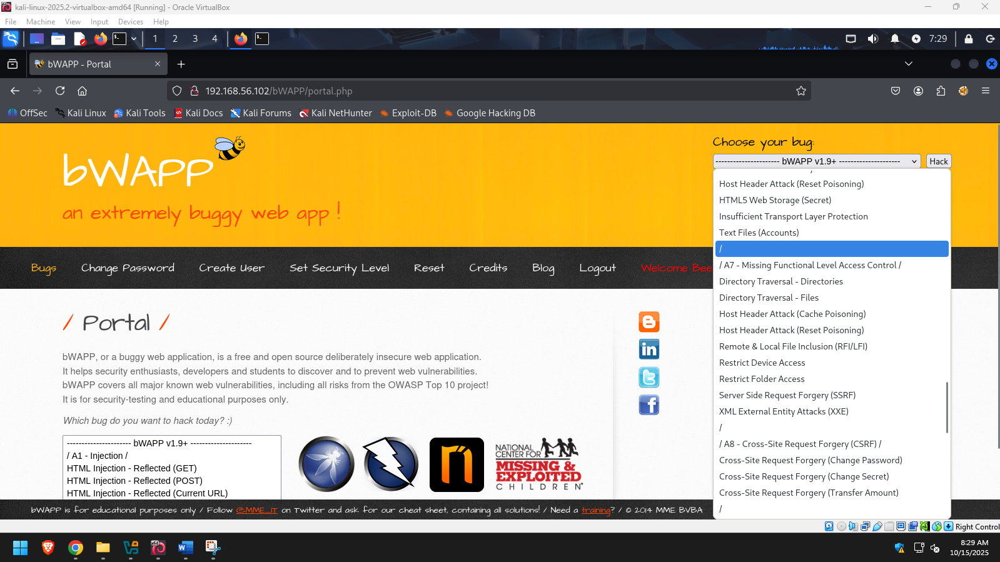 kali-linux-2025.2-virtualbox-amd64 [Running] - Oracle VirtualBox
File Machine View Input Devices Help
1 2 3 4 7:29
bWAPP - Portal
192.168.56.102/bWAPP/portal.php
OffSec Kali Linux Kali Tools Kali Docs Kali Forums Kali NetHunter Exploit-DB Google Hacking DB
bWAPP
an extremely buggy web app !
Choose your bug:
---------------------- bWAPP v1.9+ --------------------- Hack
Host Header Attack (Reset Poisoning)
HTML5 Web Storage (Secret)
Insufficient Transport Layer Protection
Text Files (Accounts)
/
/ A7 - Missing Functional Level Access Control /
Directory Traversal - Directories
Directory Traversal - Files
Host Header Attack (Cache Poisoning)
Host Header Attack (Reset Poisoning)
Remote & Local File Inclusion (RFI/LFI)
Restrict Device Access
Restrict Folder Access
Server Side Request Forgery (SSRF)
XML External Entity Attacks (XXE)
/
/ A8 - Cross-Site Request Forgery (CSRF) /
Cross-Site Request Forgery (Change Password)
Cross-Site Request Forgery (Change Secret)
Cross-Site Request Forgery (Transfer Amount)
/
Bugs Change Password Create User Set Security Level Reset Credits Blog Logout Welcome Bee
/ Portal /
bWAPP, or a buggy web application, is a free and open source deliberately insecure web application.
It helps security enthusiasts, developers and students to discover and to prevent web vulnerabilities.
bWAPP covers all major known web vulnerabilities, including all risks from the OWASP Top 10 project!
It is for security-testing and educational purposes only.
Which bug do you want to hack today? :)
---------------------- bWAPP v1.9+ ---------------------
/ A1 - Injection /
HTML Injection - Reflected (GET)
HTML Injection - Reflected (POST)
HTML Injection - Reflected (Current URL)
NATIONAL
CENTER FOR
MISSING &
EXPLOITED
CHILDREN®
bWAPP is for educational purposes only / Follow @MME_IT on Twitter and ask for our cheat sheet, containing all solutions! / Need a training? / © 2014 MME BVBA
Right Control
8:29 AM
10/15/2025